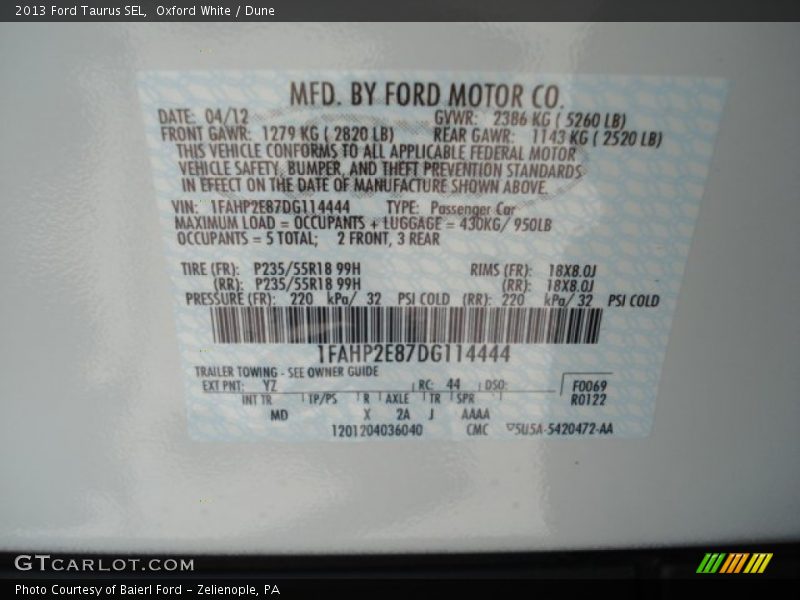 2013 Ford Taurus SEL,  Oxford White / Dune
MFD. BY FORD MOTOR CO.
DATE: 04/12 GVWR: 2386 KG ( 5260 LB)
FRONT GAWR: 1279 KG ( 2820 LB) REAR GAWR: 1143 KG ( 2520 LB)
THIS VEHICLE CONFORMS TO ALL APPLICABLE FEDERAL MOTOR
VEHICLE SAFETY, BUMPER, AND THEFT PREVENTION STANDARDS
IN EFFECT ON THE DATE OF MANUFACTURE SHOWN ABOVE.
VIN: 1FAHP2E87DG114444 TYPE: Passenger Car
MAXIMUM LOAD = OCCUPANTS + LUGGAGE = 430KG/ 950LB
OCCUPANTS = 5 TOTAL; 2 FRONT, 3 REAR
TIRE (FR): P235/55R18 99H RIMS (FR): 18X8.0J
(RR): P235/55R18 99H (RR): 18X8.0J
PRESSURE (FR): 220 kPa/ 32 PSI COLD (RR): 220 kPa/ 32 PSI COLD
1FAHP2E87DG114444
TRAILER TOWING - SEE OWNER GUIDE
EXT PNT: YZ RC: 44 DSO: F0069
INT TR TP/PS R AXLE TR SPR R0122
MD X 2A J AAAA
1201204036040 CMC 5U5A-5420472-AA
GTCARLOT.COM
Photo Courtesy of Baierl Ford - Zelienople, PA